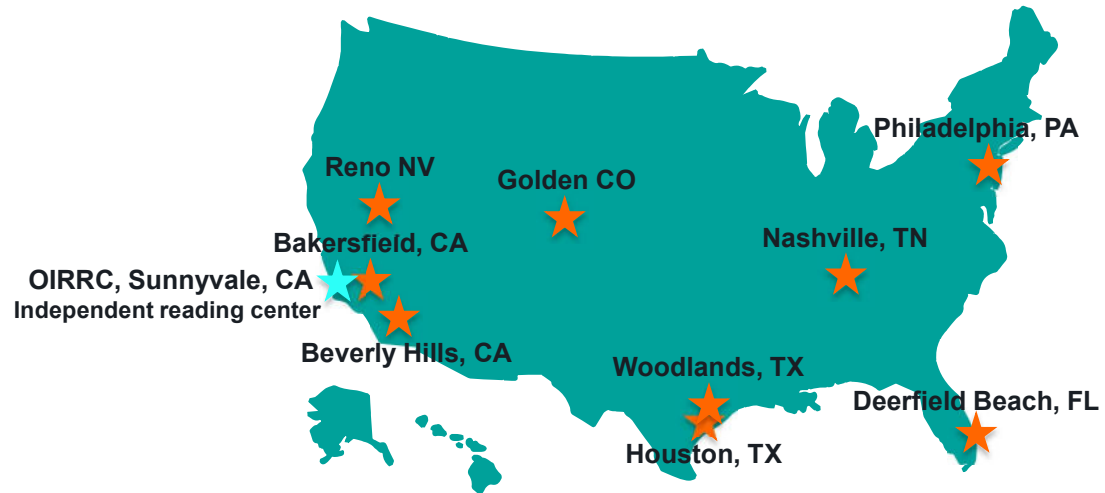 Philadelphia, PA
Reno NV
Golden CO
Nashville, TN
Bakersfield, CA
OIRRC, Sunnyvale, CA
Independent reading center
Beverly Hills, CA
Woodlands, TX
Deerfield Beach, FL
Houston, TX